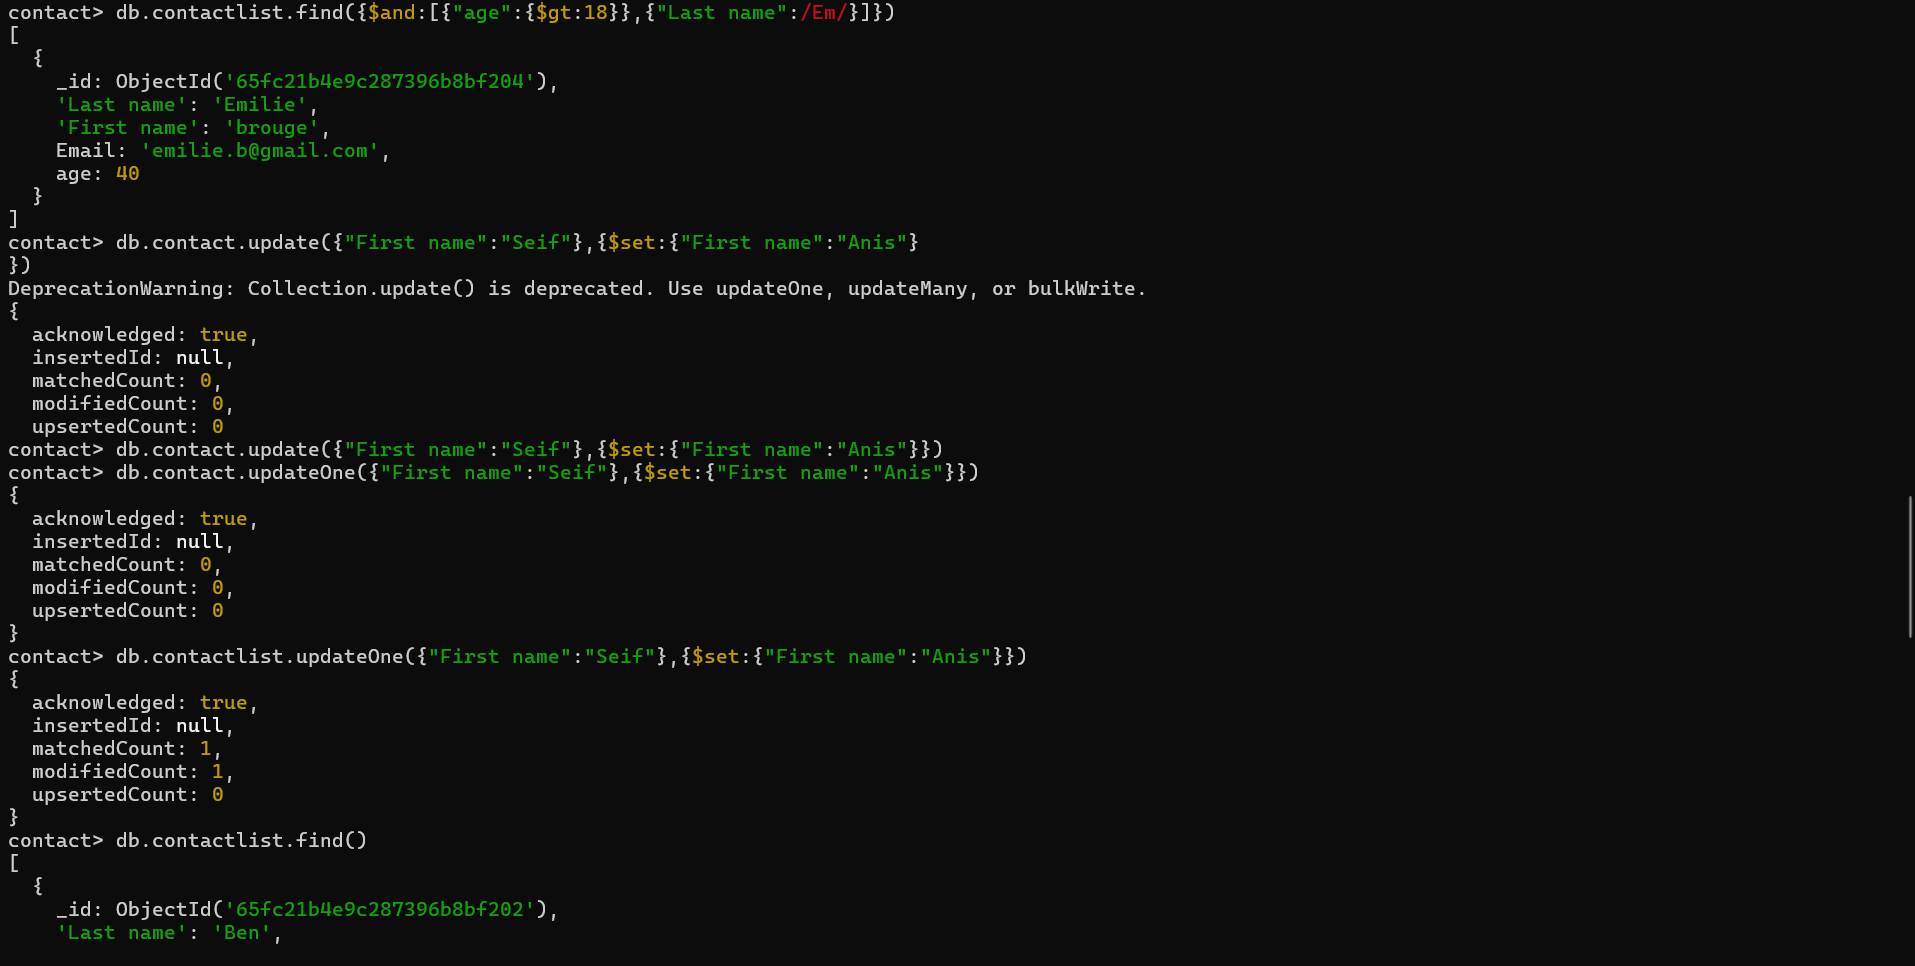 contact> db.contactlist.find({$and:[{"age":{$gt:18}},{"Last name":/Em/}]})
[
  {
    _id: ObjectId('65fc21b4e9c287396b8bf204'),
    'Last name': 'Emilie',
    'First name': 'brouge',
    Email: 'emilie.b@gmail.com',
    age: 40
  }
]
contact> db.contact.update({"First name":"Seif"},{$set:{"First name":"Anis"}
})
DeprecationWarning: Collection.update() is deprecated. Use updateOne, updateMany, or bulkWrite.
{
  acknowledged: true,
  insertedId: null,
  matchedCount: 0,
  modifiedCount: 0,
  upsertedCount: 0
contact> db.contact.update({"First name":"Seif"},{$set:{"First name":"Anis"}})
contact> db.contact.updateOne({"First name":"Seif"},{$set:{"First name":"Anis"}})
{
  acknowledged: true,
  insertedId: null,
  matchedCount: 0,
  modifiedCount: 0,
  upsertedCount: 0
}
contact> db.contactlist.updateOne({"First name":"Seif"},{$set:{"First name":"Anis"}})
{
  acknowledged: true,
  insertedId: null,
  matchedCount: 1,
  modifiedCount: 1,
  upsertedCount: 0
}
contact> db.contactlist.find()
[
  {
    _id: ObjectId('65fc21b4e9c287396b8bf202'),
    'Last name': 'Ben',